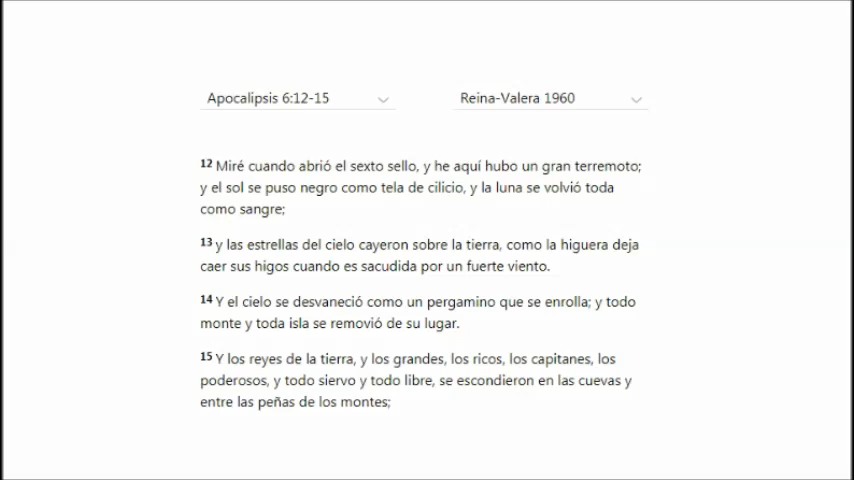 Apocalipsis 6:12-15
Reina-Valera 1960
12 Miré cuando abrió el sexto sello, y he aquí hubo un gran terremoto;
y el sol se puso negro como tela de cilicio, y la luna se volvió toda
como sangre;
13 y las estrellas del cielo cayeron sobre la tierra, como la higuera deja
caer sus higos cuando es sacudida por un fuerte viento.
14 Y el cielo se desvaneció como un pergamino que se enrolla; y todo
monte y toda isla se removió de su lugar.
15 Y los reyes de la tierra, y los grandes, los ricos, los capitanes, los
poderosos, y todo siervo y todo libre, se escondieron en las cuevas y
entre las peñas de los montes;